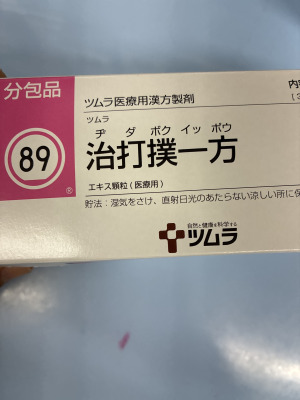 分包品
ツムラ医療用漢方製剤
内
ツムラ
ヂ ダ ボク イッ ポウ
89
治打撲一方
®
エキス顆粒(医療用)
貯法:湿気をさけ、直射日光のあたらない涼しい所に保
自然と健康を科学する
ツムラ